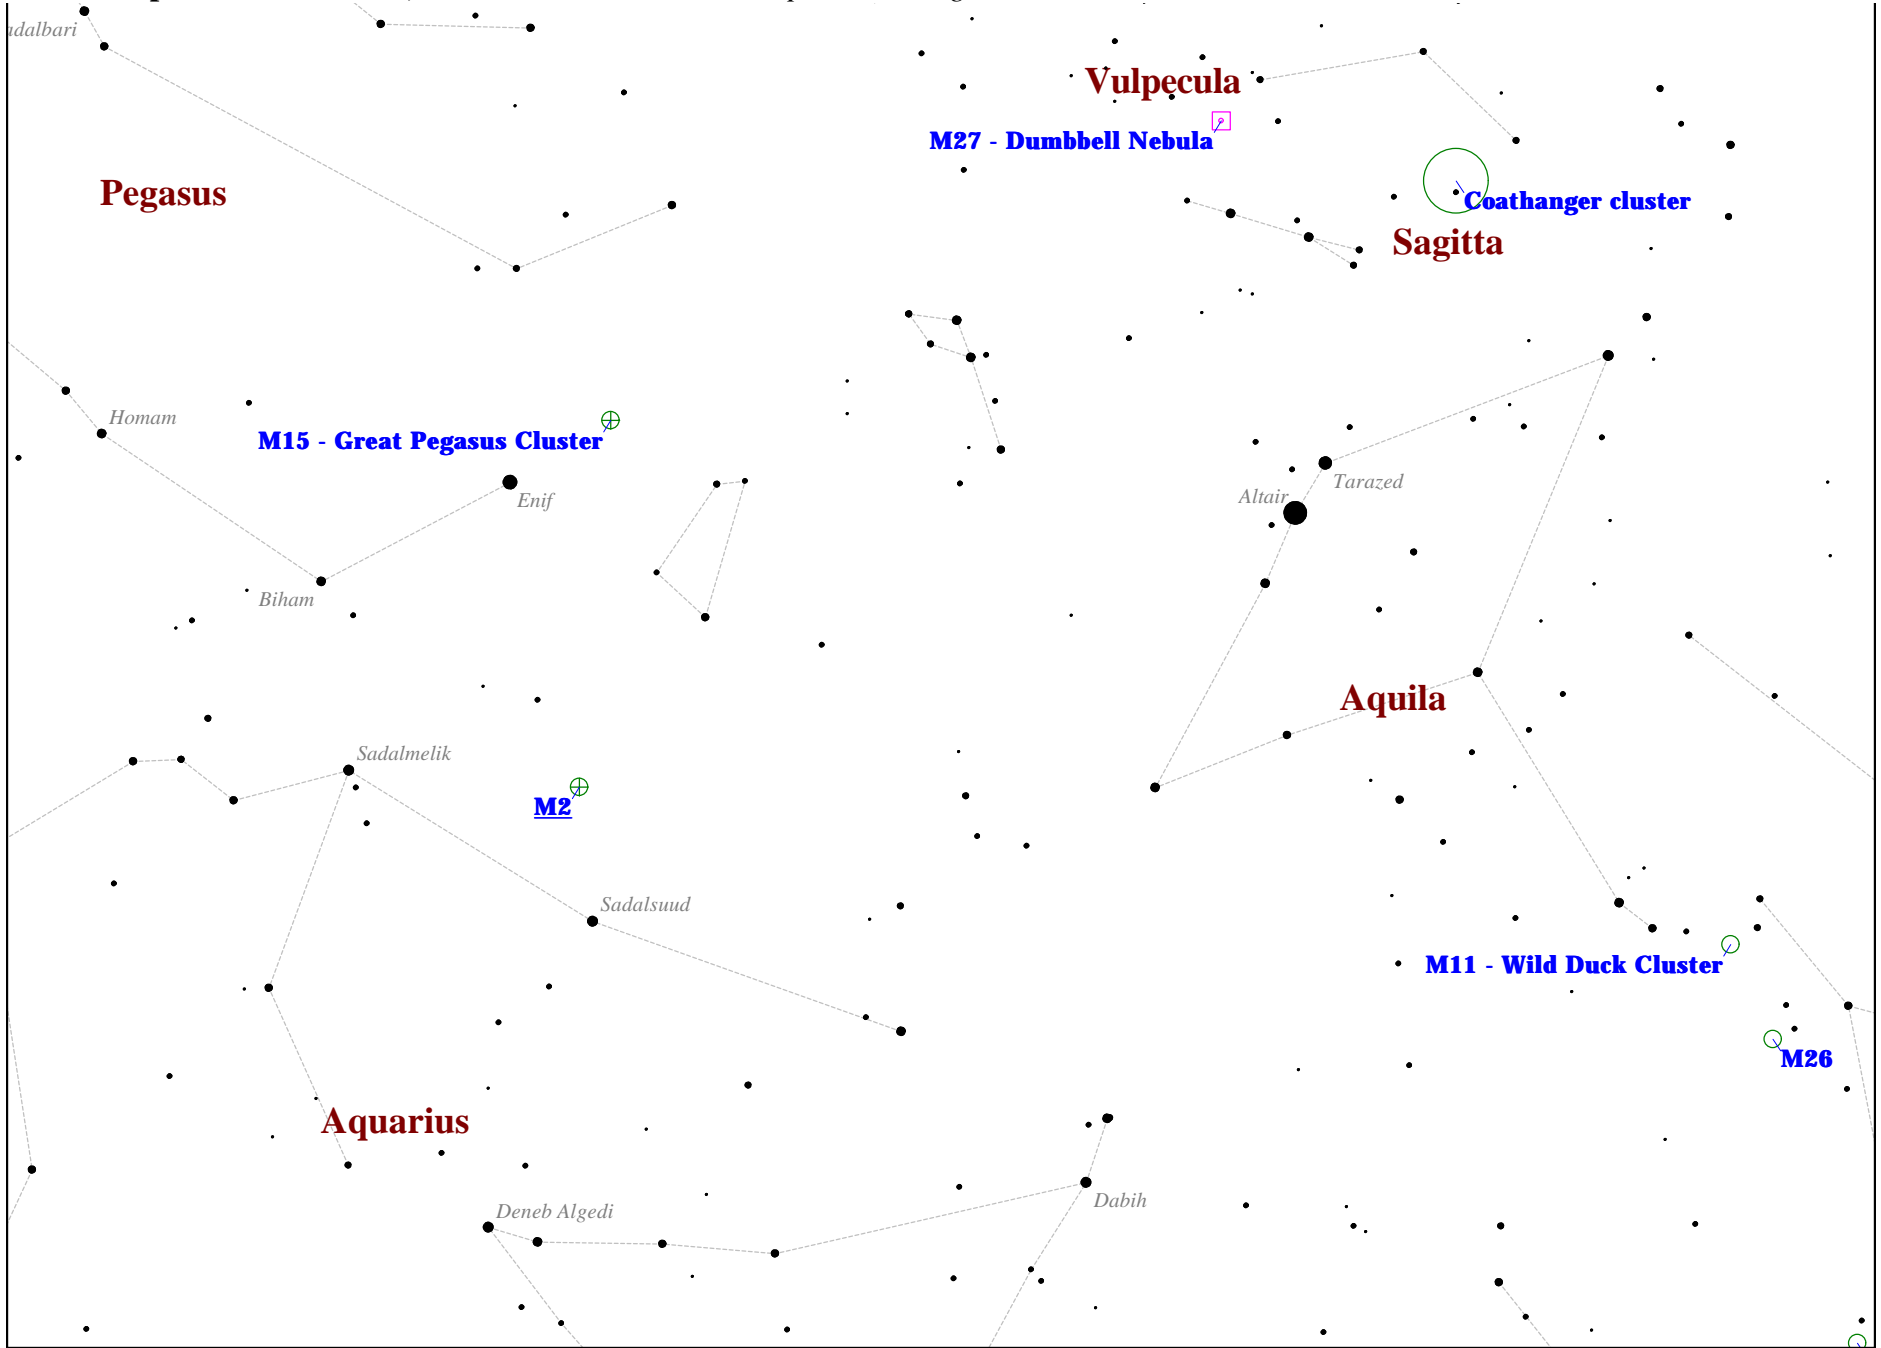 Vulpecula
M27 - Dumbbell Nebula
Pegasus
Coathanger cluster
Sagitta
Homam
M15 - Great Pegasus Cluster
Enif
Tarazed
Altair
Biham
Aquila
Sadalmelik
M2
Sadalsuud
M11 - Wild Duck Cluster
M26
Aquarius
Dabih
Deneb Algedi